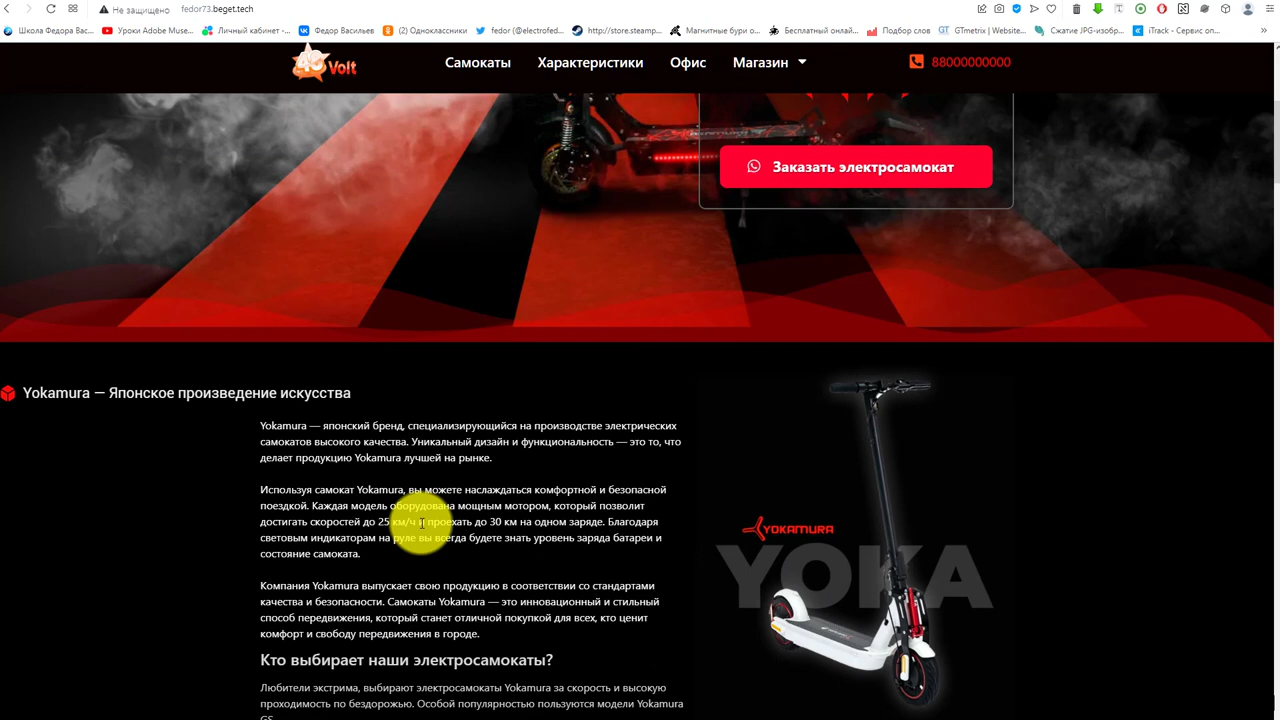 Не защищено
fedor73.beget.tech
Школа Федора Вас...
Уроки Adobe Muse...
Личный кабинет -...
Федор Васильев
(2) Одноклассники
fedor (@electrofed...
http://store.steamp...
Магнитные бури о...
Бесплатный онлай...
Подбор слов
GTmetrix | Website...
Сжатие JPG-изобр...
iTrack - Сервис оп...
48 Volt
Самокаты
Характеристики
Офис
Магазин
88000000000
Заказать электросамокат
Yokamura — Японское произведение искусства
Yokamura — японский бренд, специализирующийся на производстве электрических
самокатов высокого качества. Уникальный дизайн и функциональность — это то, что
делает продукцию Yokamura лучшей на рынке.
Используя самокат Yokamura, вы можете наслаждаться комфортной и безопасной
поездкой. Каждая модель оборудована мощным мотором, который позволит
достигать скоростей до 25 км/ч и проехать до 30 км на одном заряде. Благодаря
световым индикаторам на руле вы всегда будете знать уровень заряда батареи и
состояние самоката.
Компания Yokamura выпускает свою продукцию в соответствии со стандартами
качества и безопасности. Самокаты Yokamura — это инновационный и стильный
способ передвижения, который станет отличной покупкой для всех, кто ценит
комфорт и свободу передвижения в городе.
Кто выбирает наши электросамокаты?
Любители экстрима, выбирают электросамокаты Yokamura за скорость и высокую
проходимость по бездорожью. Особой популярностью пользуются модели Yokamura
GS
YOKAMURA
YOKA